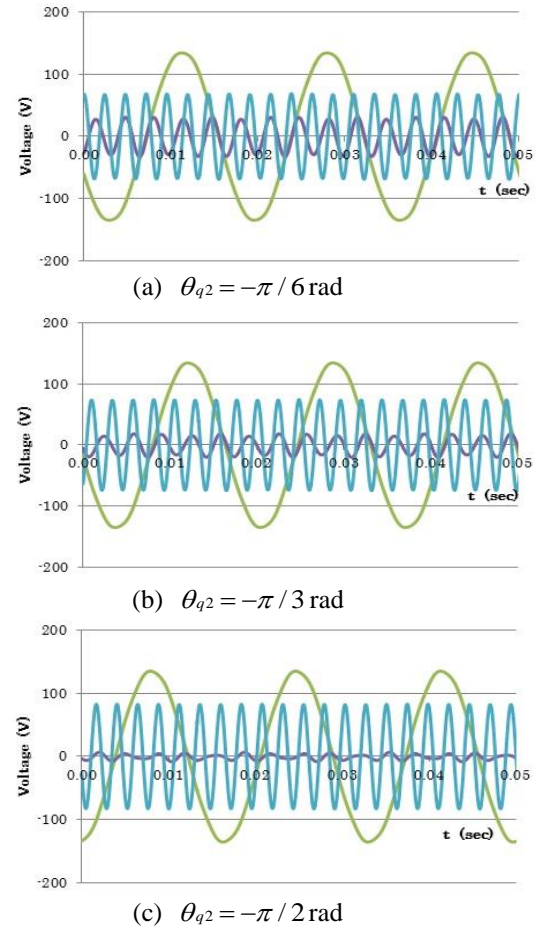 200
100
0
-100
-200
Voltage (V)
0.00 0.01 0.02 0.03 0.04 0.05
t (sec)
(a) θq2 = −π / 6 rad
200
100
0
-100
-200
Voltage (V)
0.00 0.01 0.02 0.03 0.04 0.05
t (sec)
(b) θq2 = −π / 3 rad
200
100
0
-100
-200
Voltage (V)
0.00 0.01 0.02 0.03 0.04 0.05
t (sec)
(c) θq2 = −π / 2 rad